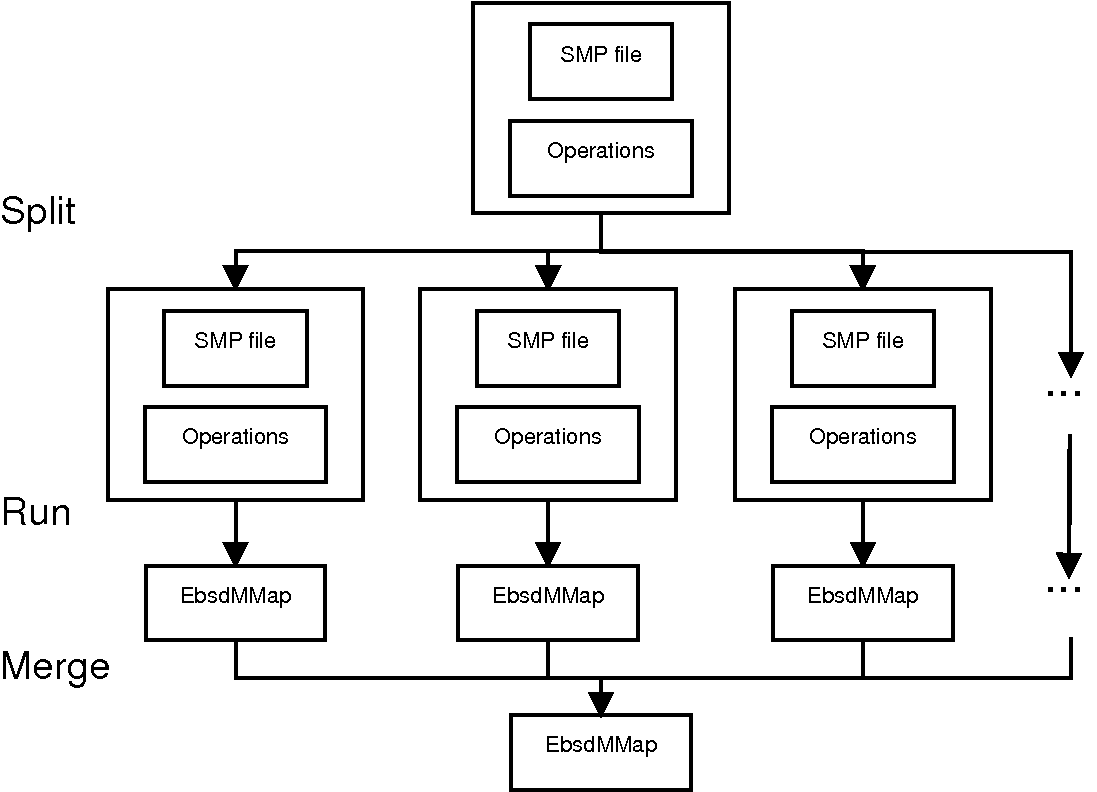 SMP file
Operations
Split
SMP file
SMP file
SMP file
...
Operations
Operations
Operations
Run
EbsdMMap
EbsdMMap
EbsdMMap
...
Merge
EbsdMMap